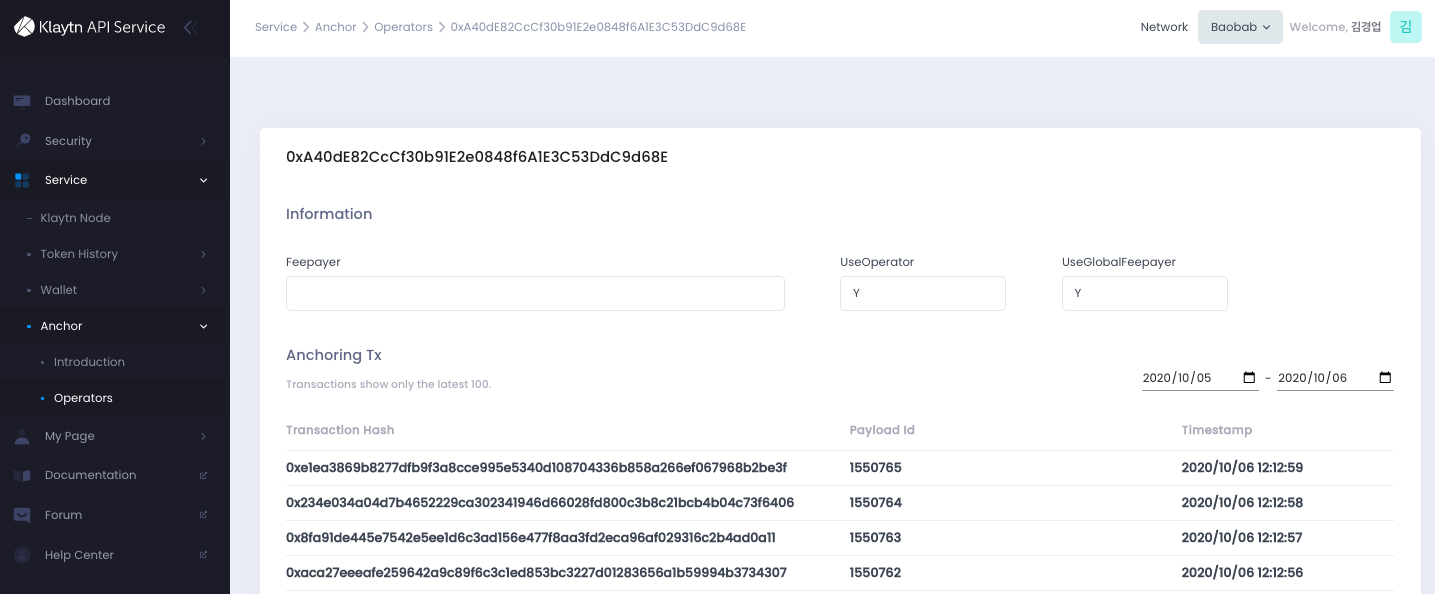 Klaytn API Service
Service > Anchor > Operators > 0xA40dE82CcCf30b91E2e0848f6A1E3C53DdC9d68E
Network Baobab Welcome, 김경업 김
Dashboard
Security
Service
Klaytn Node
Token History
Wallet
Anchor
Introduction
Operators
My Page
Documentation
Forum
Help Center
0xA40dE82CcCf30b91E2e0848f6A1E3C53DdC9d68E
Information
Feepayer UseOperator UseGlobalFeepayer
Y Y
Anchoring Tx
Transactions show only the latest 100.
2020/10/05 ~ 2020/10/06
Transaction Hash Payload Id Timestamp
0xe1ea3869b8277dfb9f3a8cce995e5340d108704336b858a266ef067968b2be3f 1550765 2020/10/06 12:12:59
0x234e034a04d7b4652229ca302341946d66028fd800c3b8c21bcb4b04c73f6406 1550764 2020/10/06 12:12:58
0x8fa91de445e7542e5ee1d6c3ad156e477f8aa3fd2eca96af029316c2b4ad0a11 1550763 2020/10/06 12:12:57
0xaca27eeeafe259642a9c89f6c3c1ed853bc3227d01283656a1b59994b3734307 1550762 2020/10/06 12:12:56